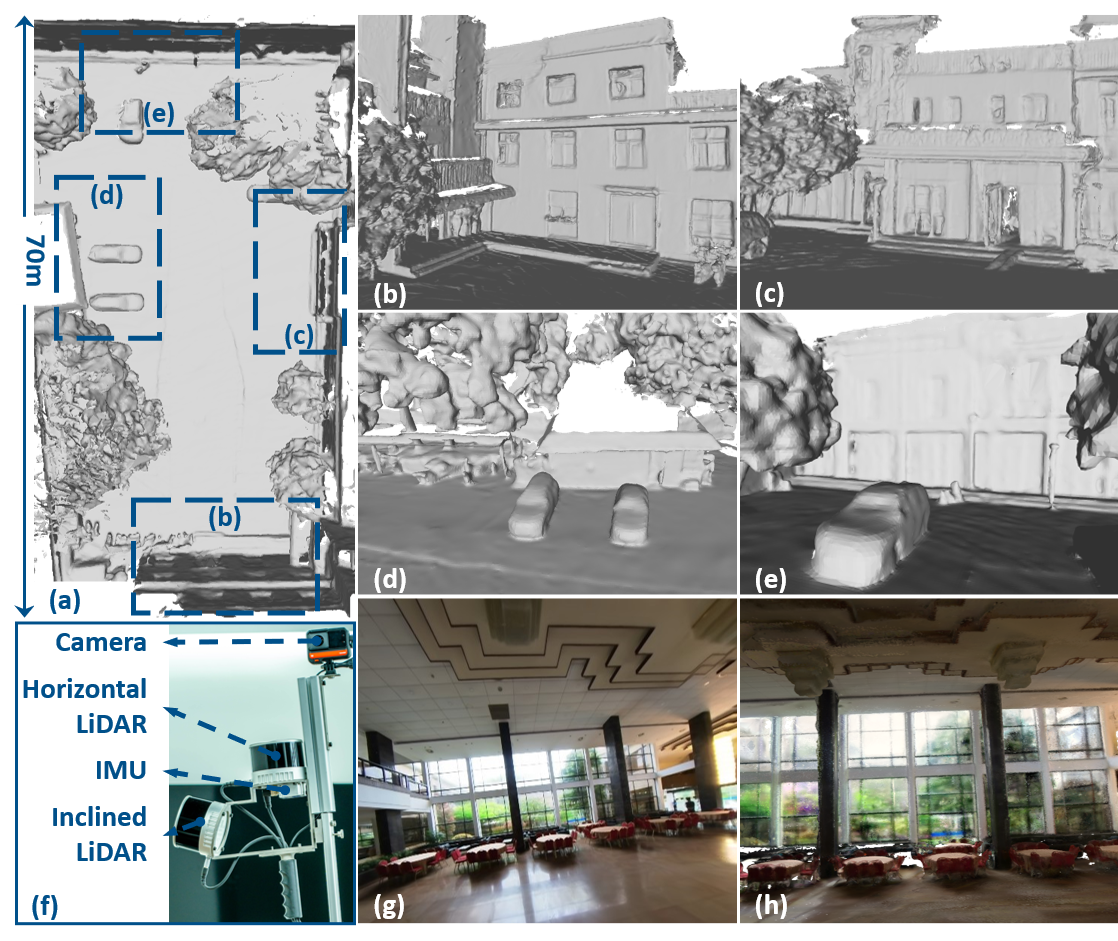 (e)
(d)
70m
(c)
(b)
(a)
(b)
(c)
(d)
(e)
Camera
Horizontal
LiDAR
IMU
Inclined
LiDAR
(f)
(g)
(h)